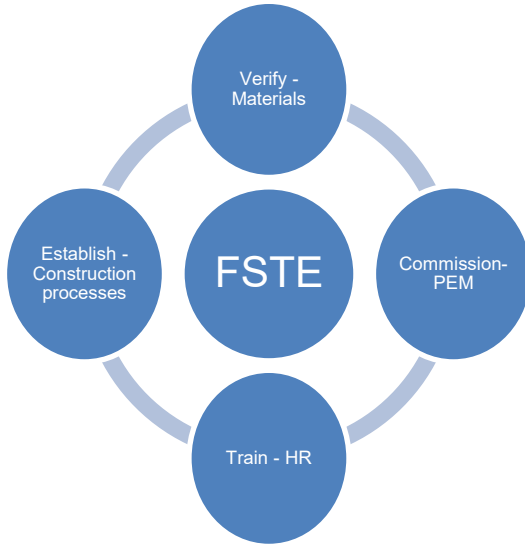 Verify -
Materials
Establish -
Construction
processes
FSTE
Commission-
PEM
Train - HR